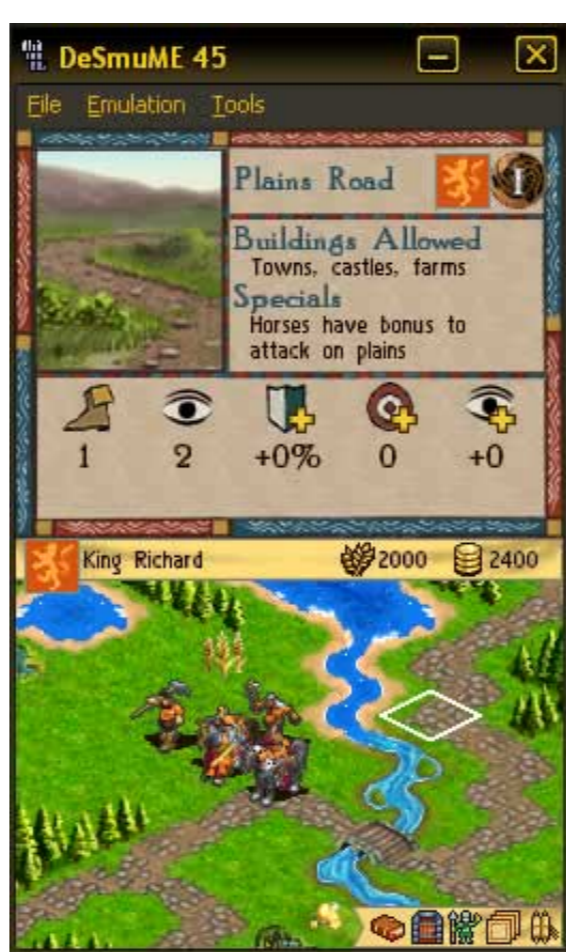 DeSmuME 45
File Emulation Tools
Plains Road
I
Buildings Allowed
Towns, castles, farms
Specials
Horses have bonus to
attack on plains
1 2 +0% 0 +0
King Richard 2000 2400